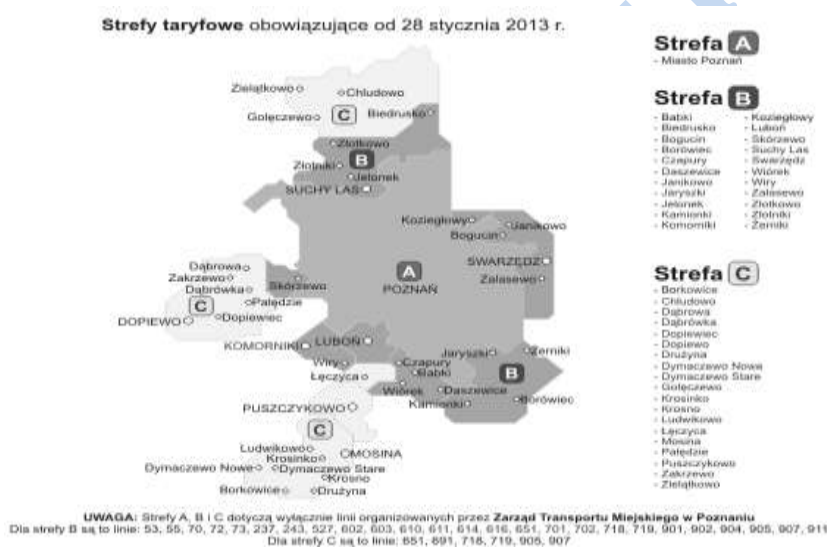 Strefy taryfowe obowiązujące od 28 stycznia 2013 r.
Strefa A
- Miasto Poznań
Strefa B
- Babki
- Biedrusko
- Bogucin
- Borówiec
- Czapury
- Daszewice
- Janikowo
- Jaryszki
- Jelonek
- Kamionki
- Komorniki
- Koziegłowy
- Luboń
- Skórzewo
- Suchy Las
- Swarzędz
- Wiórek
- Wiry
- Zalasewo
- Złotkowo
- Złotniki
- Żerniki
Strefa C
- Borkowice
- Chludowo
- Dąbrowa
- Dąbrówka
- Dopiewiec
- Dopiewo
- Drużyna
- Dymaczewo Nowe
- Dymaczewo Stare
- Golęczewo
- Krosinko
- Krosno
- Ludwikowo
- Łęczyca
- Mosina
- Palędzie
- Puszczykowo
- Zakrzewo
- Zielątkowo
Zielątkowo
Chludowo
Golęczewo
C
Biedrusko
Złotkowo
B
Złotniki
Jelonek
SUCHY LAS
Koziegłowy
Janikowo
Bogucin
SWARZĘDZ
Zalasewo
A
POZNAŃ
Dąbrowa
Zakrzewo
Dąbrówka
Skórzewo
C
Palędzie
Dopiewiec
DOPIEWO
KOMORNIKI
LUBOŃ
Wiry
Łęczyca
Jaryszki
Żerniki
Czapury
Babki
B
Wiórek
Daszewice
Kamionki
Borówiec
PUSZCZYKOWO
C
Ludwikowo
Krosinko
MOSINA
Dymaczewo Nowe
Dymaczewo Stare
Krosno
Borkowice
Drużyna
UWAGA: Strefy A, B i C dotyczą wyłącznie linii organizowanych przez Zarząd Transportu Miejskiego w Poznaniu
Dla strefy B są to linie: 53, 55, 70, 72, 73, 237, 243, 527, 602, 603, 610, 611, 614, 616, 651, 701, 702, 718, 719, 901, 902, 904, 905, 907, 911
Dla strefy C są to linie: 651, 891, 718, 719, 905, 907